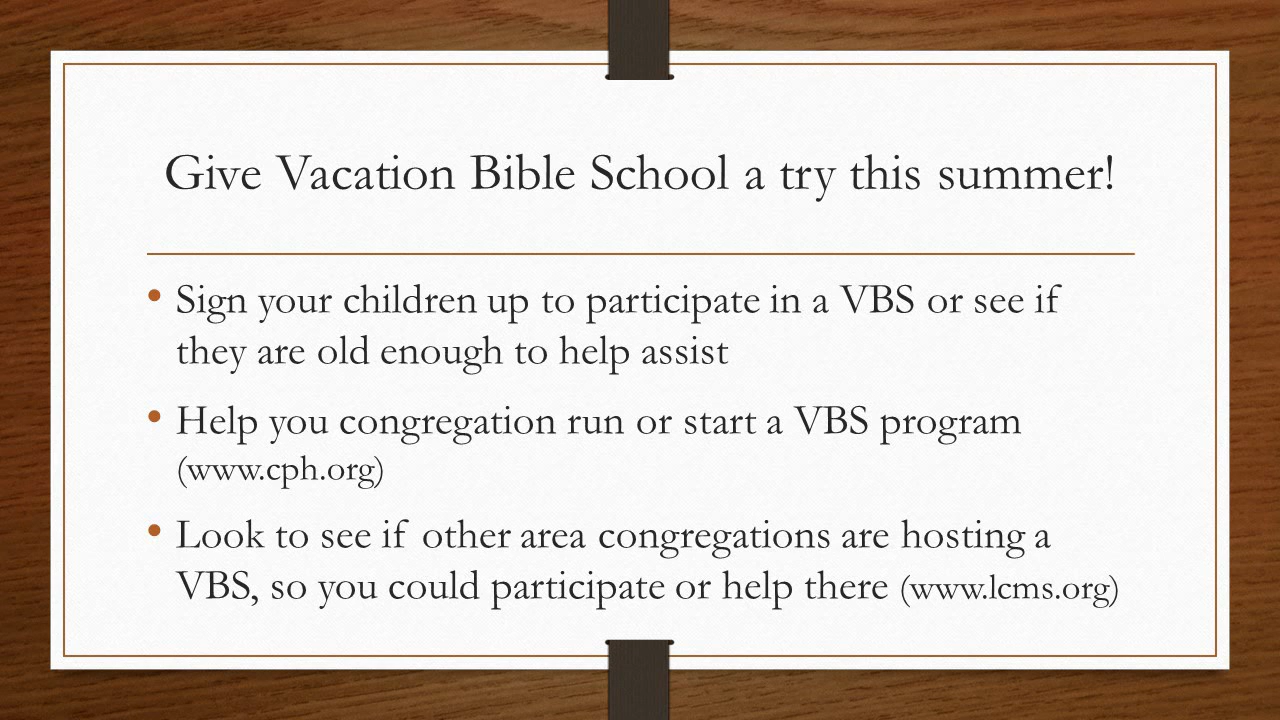 Give Vacation Bible School a try this summer!
• Sign your children up to participate in a VBS or see if
they are old enough to help assist
• Help you congregation run or start a VBS program
(www.cph.org)
• Look to see if other area congregations are hosting a
VBS, so you could participate or help there (www.lcms.org)